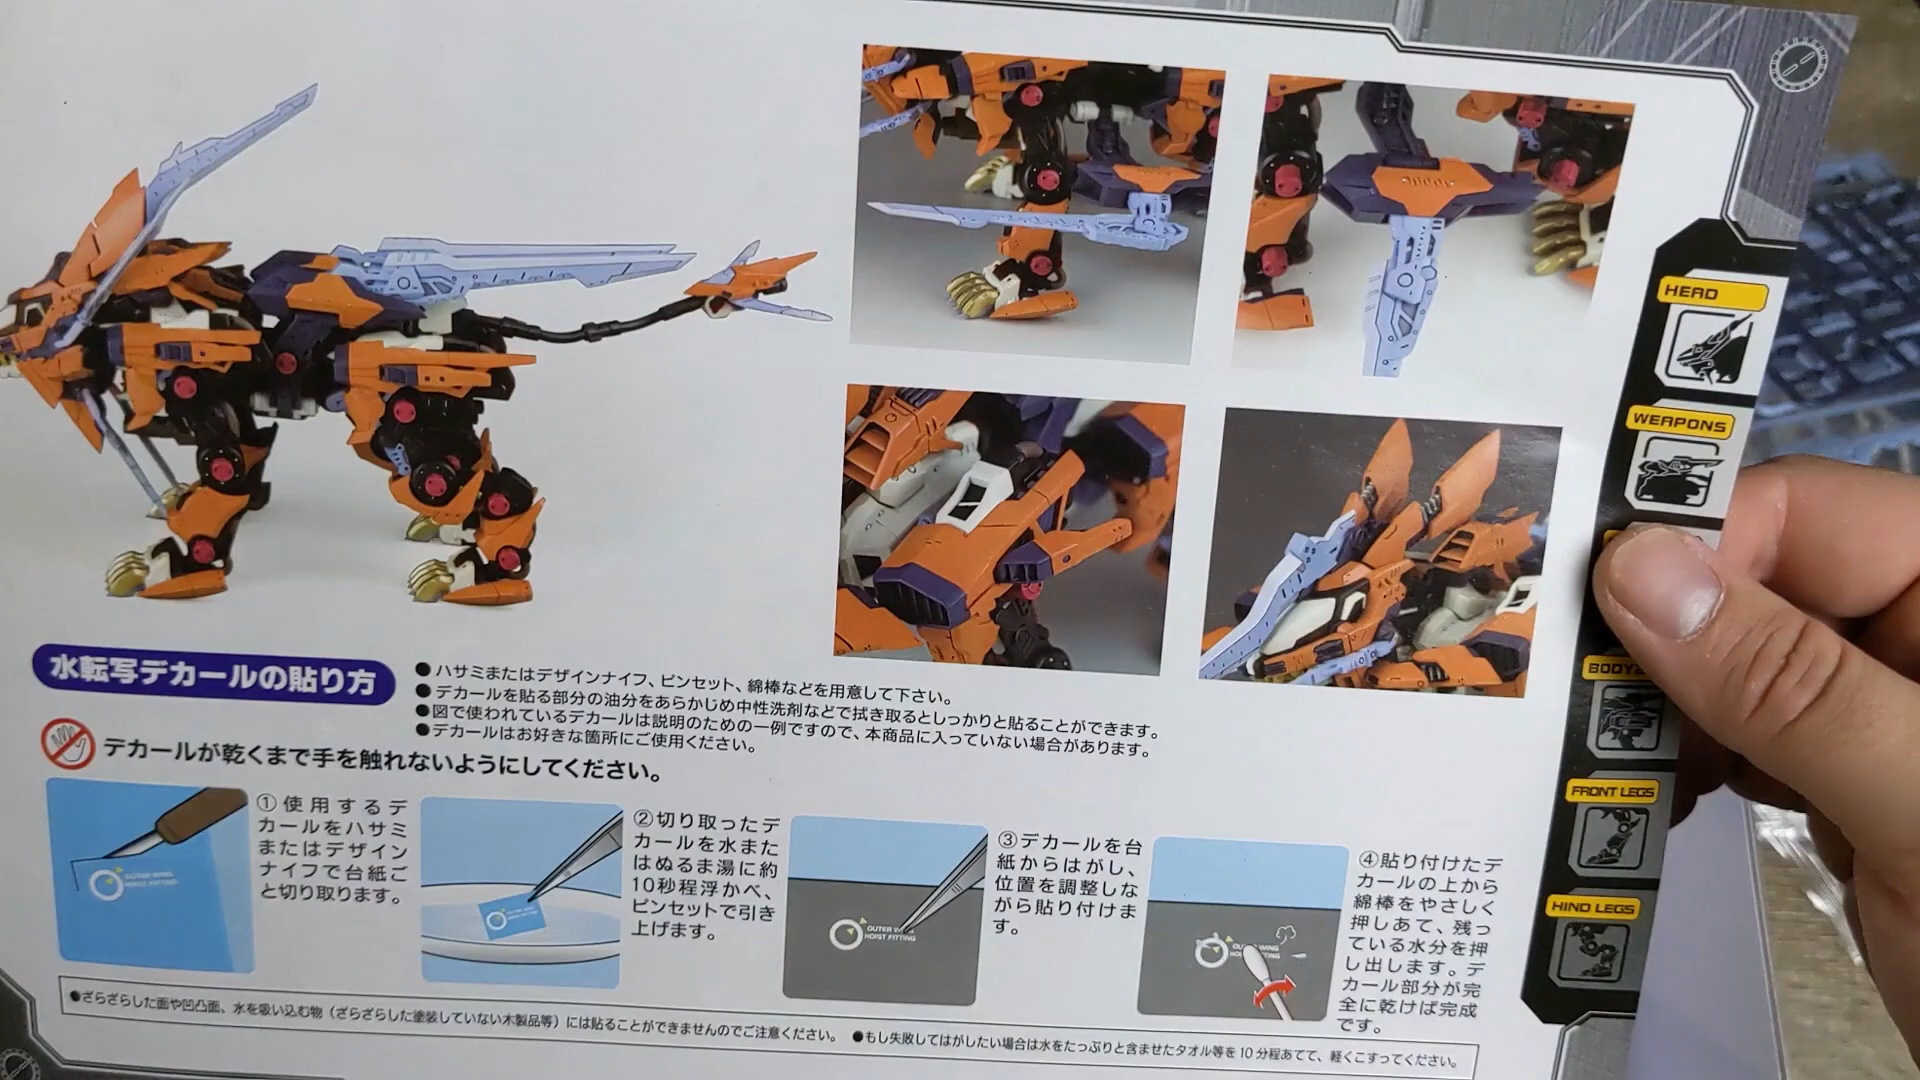 HEAD
WEAPONS
BODY
FRONT LEGS
HIND LEGS
水転写デカールの貼り方
●ハサミまたはデザインナイフ、ピンセット、綿棒などを用意して下さい。
●デカールを貼る部分の油分をあらかじめ中性洗剤などで拭き取るとしっかりと貼ることができます。
●図で使われているデカールは説明のための一例ですので、本商品に入っていない場合があります。
●デカールはお好きな箇所にご使用ください。
デカールが乾くまで手を触れないようにしてください。
①使用するデ
カールをハサミ
またはデザイン
ナイフで台紙ご
と切り取ります。
OUTER WING
HOIST FITTING
②切り取ったデ
カールを水また
はぬるま湯に約
10秒程浮かべ、
ピンセットで引き
上げます。
③デカールを台
紙からはがし、
位置を調整しな
がら貼り付けま
す。
OUTER
HOIST FITTING
④貼り付けたデ
カールの上から
綿棒をやさしく
押しあて、残っ
ている水分を押
し出します。デ
カール部分が完
全に乾けば完成
です。
WING
●ざらざらした面や凹凸面、水を吸い込む物（ざらざらした塗装していない木製品等）には貼ることができませんのでご注意ください。 ●もし失敗してはがしたい場合は水をたっぷりと含ませたタオル等を10分程あてて、軽くこすってください。